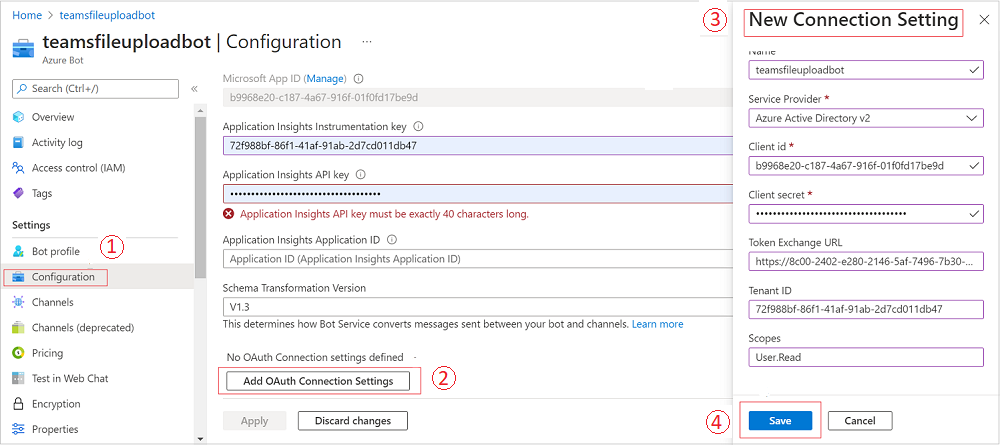 Home > teamsfileuploadbot
teamsfileuploadbot | Configuration ...
Azure Bot
Search (Ctrl+/)
«
Overview
Activity log
Access control (IAM)
Tags
Settings
1
Bot profile
Configuration
Channels
Channels (deprecated)
Pricing
Test in Web Chat
Encryption
Properties
Microsoft App ID (Manage)
b9968e20-c187-4a67-916f-01f0fd17be9d
Application Insights Instrumentation key
72f988bf-86f1-41af-91ab-2d7cd011db47
Application Insights API key
Application Insights API key must be exactly 40 characters long.
Application Insights Application ID
Application ID (Application Insights Application ID)
Schema Transformation Version
V1.3
This determines how Bot Service converts messages sent between your bot and channels. Learn more
No OAuth Connection settings defined
Add OAuth Connection Settings
2
Apply
Discard changes
3
New Connection Setting
Name
teamsfileuploadbot
Service Provider *
Azure Active Directory v2
Client id *
b9968e20-c187-4a67-916f-01f0fd17be9d
Client secret *
Token Exchange URL
https://8c00-2402-e280-2146-5af-7496-7b30-...
Tenant ID
72f988bf-86f1-41af-91ab-2d7cd011db47
Scopes
User.Read
4
Save
Cancel